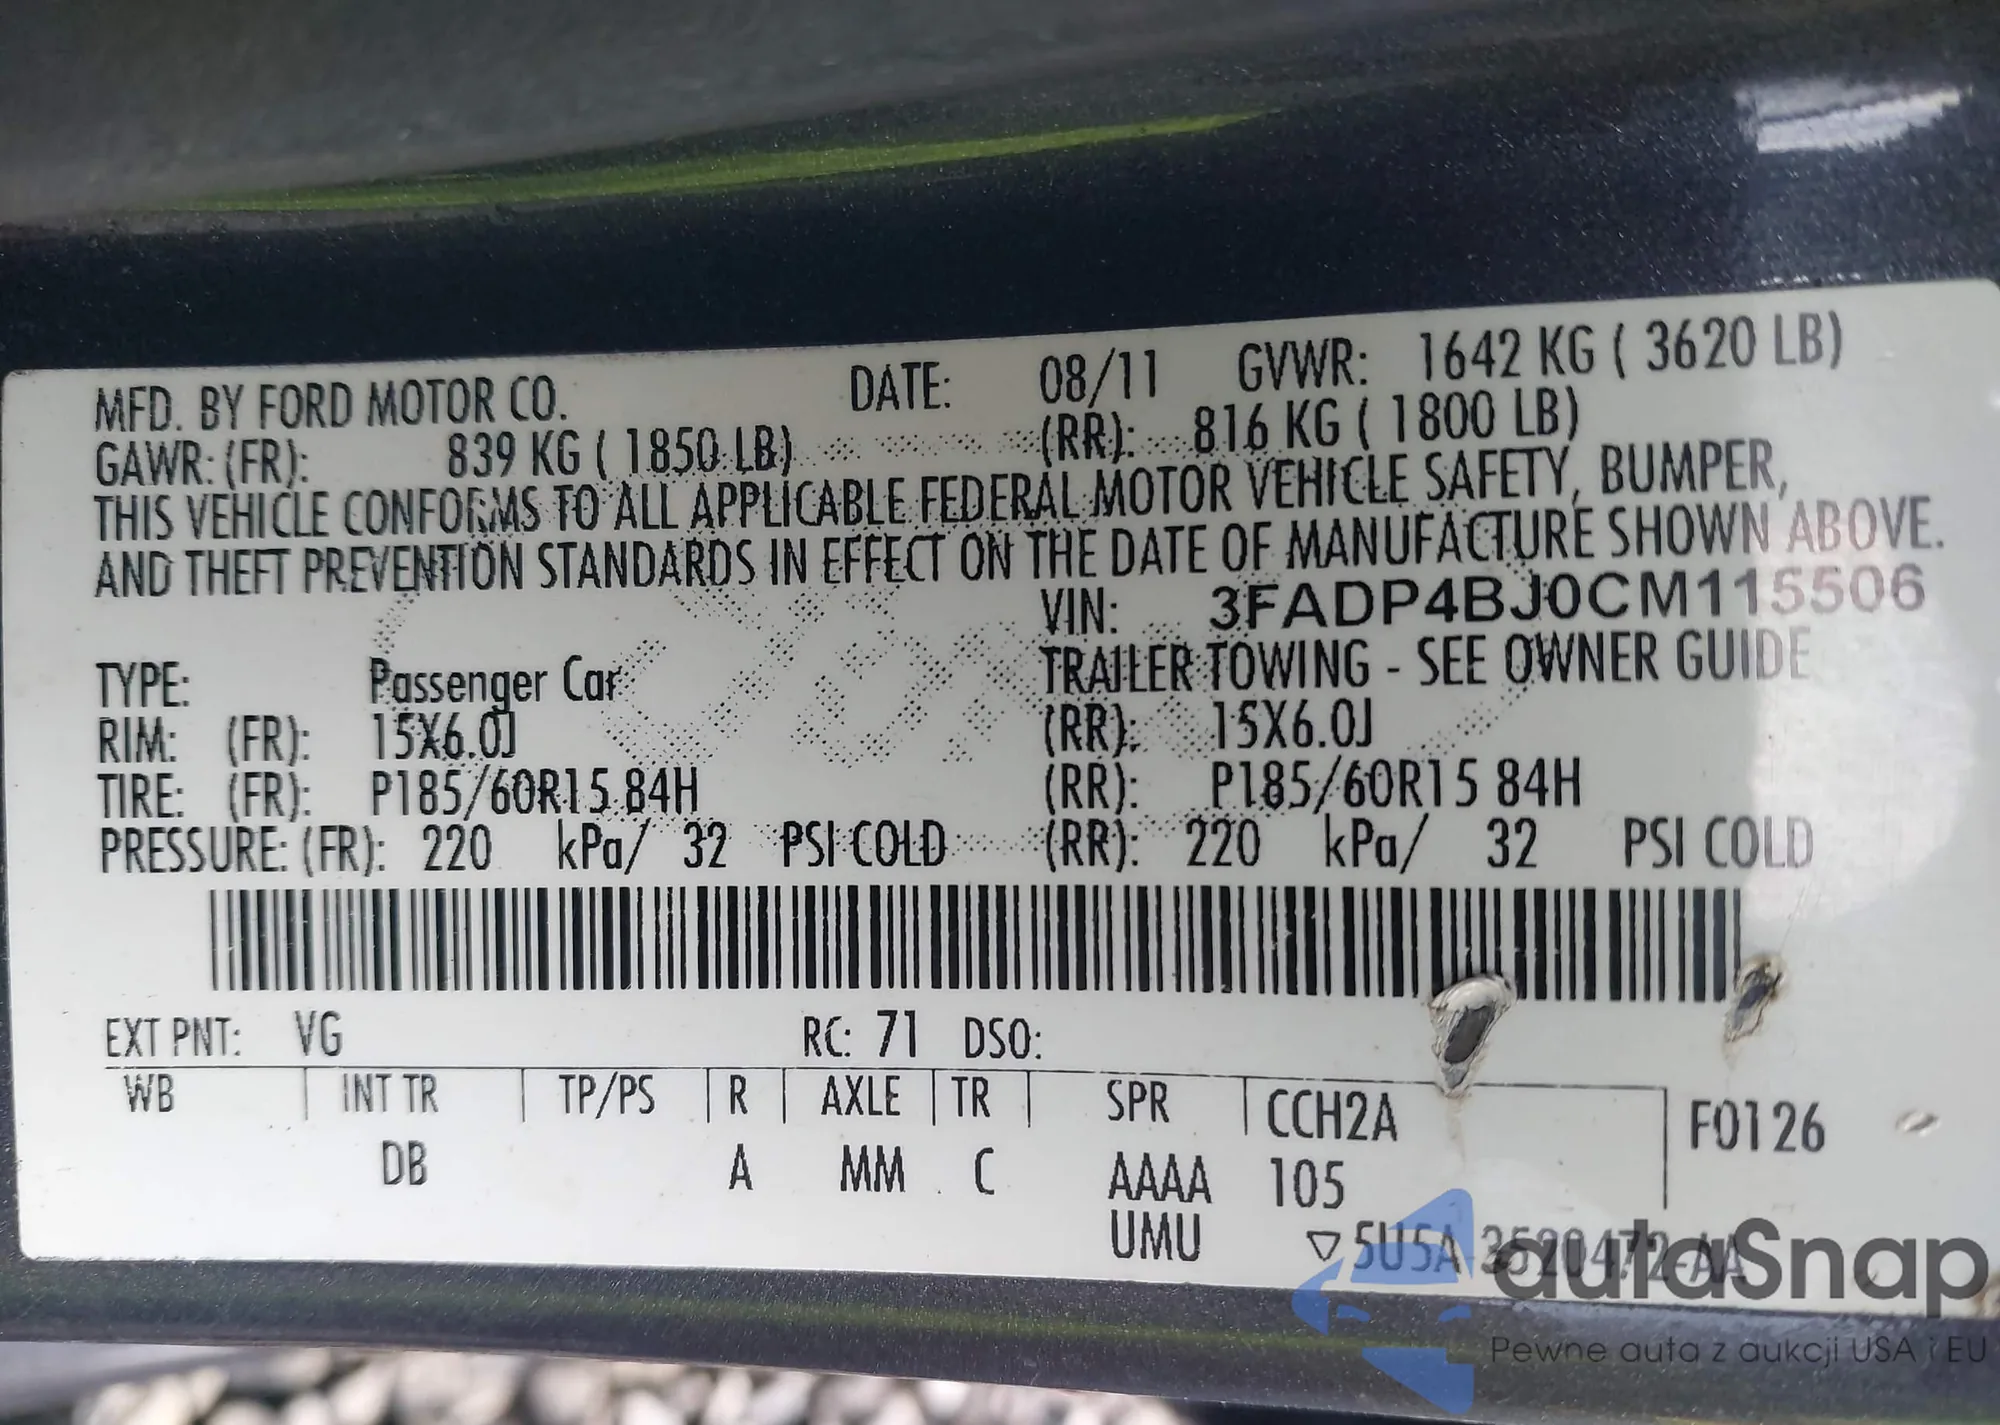 MFD. BY FORD MOTOR CO. DATE: 08/11 GVWR: 1642 KG ( 3620 LB)
GAWR: (FR): 839 KG ( 1850 LB) (RR): 816 KG ( 1800 LB)
THIS VEHICLE CONFORMS TO ALL APPLICABLE FEDERAL MOTOR VEHICLE SAFETY, BUMPER,
AND THEFT PREVENTION STANDARDS IN EFFECT ON THE DATE OF MANUFACTURE SHOWN ABOVE.
VIN: 3FADP4BJ0CM115506
TYPE: Passenger Car TRAILER TOWING - SEE OWNER GUIDE
RIM: (FR): 15X6.0J (RR): 15X6.0J
TIRE: (FR): P185/60R15 84H (RR): P185/60R15 84H
PRESSURE: (FR): 220 kPa/ 32 PSI COLD (RR): 220 kPa/ 32 PSI COLD
EXT PNT: VG RC: 71 DSO:
WB INT TR TP/PS R AXLE TR SPR CCH2A F0126
DB A MM C AAAA 105
UMU ▽ 5U5A-3520472-AA
autaSnap
Pewne auta z aukcji USA i EU